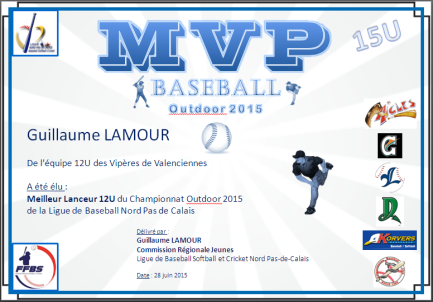 MVP
15U
BASEBALL
Outdoor 2015
Guillaume LAMOUR
De l'équipe 12U des Vipères de Valenciennes
A été élu :
Meilleur Lanceur 12U du Championnat Outdoor 2015
de la Ligue de Baseball Nord Pas de Calais
Délivré par :
Guillaume LAMOUR
Commission Régionale Jeunes
Ligue de Baseball Softball et Cricket Nord Pas-de-Calais
Date : 28 juin 2015
FFBS
KORVERS